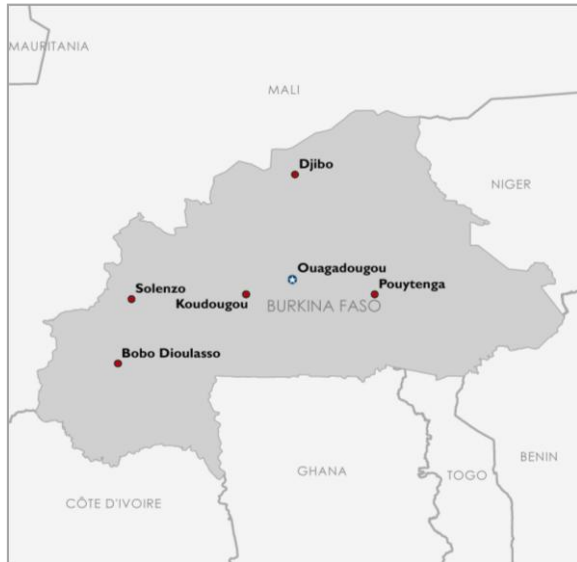 MAURITANIA
MALI
Djibo
NIGER
Ouagadougou
Solenzo
Pouytenga
Koudougou
BURKINA FASO
Bobo Dioulasso
BENIN
GHANA
TOGO
CÔTE D'IVOIRE